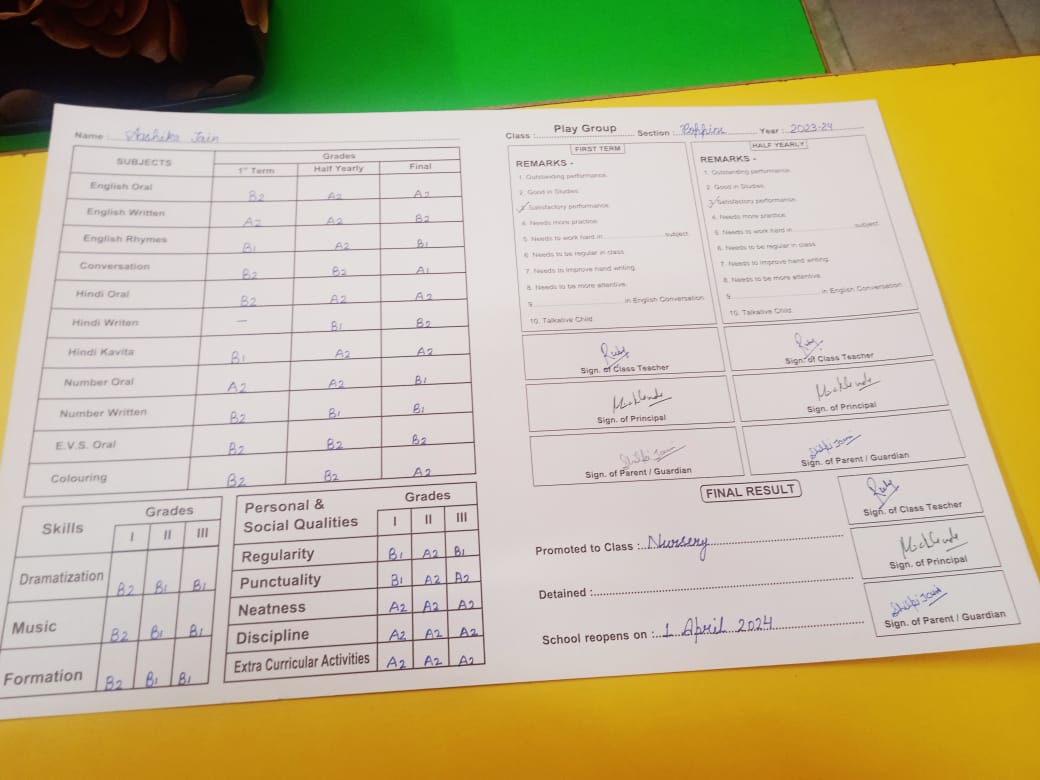 Name : Jain
SUBJECTS Grades
1st Term Half Yearly Final
English Oral B2 A2 A2
English Written A2 A2 B2
English Rhymes B1 A2 B1
Conversation B2 B2 A1
Hindi Oral B2 A2 A2
Hindi Writen — B1 B2
Hindi Kavita B1 A2 A2
Number Oral A2 A2 B1
Number Written B2 B1 B1
E.V.S. Oral B2 B2 B2
Colouring B2 B2 A2
Skills Grades
I II III
Dramatization B2 B1 B1
Music B2 B1 B1
Formation B2 B1 B1
Personal & Social Qualities Grades
I II III
Regularity B1 A2 B1
Punctuality B1 A2 A2
Neatness A2 A2 A2
Discipline A2 A2 A2
Extra Curricular Activities A2 A2 A2
Class : Play Group Section : Year : 2023-24
FIRST TERM
REMARKS -
1. Outstanding performance.
2. Good in Studies.
3. Satisfactory performance.
4. Needs more practice.
5. Needs to work hard in subject.
6. Needs to be regular in class
7. Needs to improve hand writing.
8. Needs to be more attentive.
9. in English Conversation
10. Talkative Child.
Ruby
Sign. of Class Teacher
Sign. of Principal
Shilpi Jain
Sign. of Parent / Guardian
HALF YEARLY
REMARKS -
1. Outstanding performance.
2. Good in Studies.
3. Satisfactory performance.
4. Needs more practice.
5. Needs to work hard in subject.
6. Needs to be regular in class
7. Needs to improve hand writing.
8. Needs to be more attentive.
9. in English Conversation
10. Talkative Child.
Ruby
Sign. of Class Teacher
Sign. of Principal
Shilpi Jain
Sign. of Parent / Guardian
FINAL RESULT
Promoted to Class : Nursery
Detained :
School reopens on : 1 April 2024
Ruby
Sign. of Class Teacher
Sign. of Principal
Shilpi Jain
Sign. of Parent / Guardian